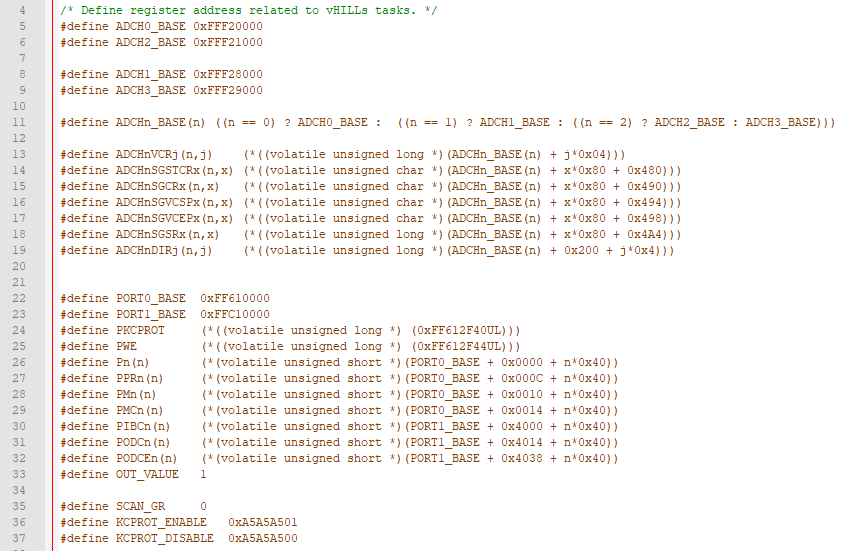 4 /* Define register address related to vHILLs tasks. */
5 #define ADCH0_BASE 0xFFF20000
6 #define ADCH2_BASE 0xFFF21000
7
8 #define ADCH1_BASE 0xFFF28000
9 #define ADCH3_BASE 0xFFF29000
10
11 #define ADCHn_BASE(n) ((n == 0) ? ADCH0_BASE :  ((n == 1) ? ADCH1_BASE : ((n == 2) ? ADCH2_BASE : ADCH3_BASE)))
12
13 #define ADCHnVCRj(n,j)    (*((volatile unsigned long *)(ADCHn_BASE(n) + j*0x04)))
14 #define ADCHnSGSTCRx(n,x) (*((volatile unsigned char *)(ADCHn_BASE(n) + x*0x80 + 0x480)))
15 #define ADCHnSGCRx(n,x)   (*((volatile unsigned char *)(ADCHn_BASE(n) + x*0x80 + 0x490)))
16 #define ADCHnSGVCSPx(n,x) (*((volatile unsigned char *)(ADCHn_BASE(n) + x*0x80 + 0x494)))
17 #define ADCHnSGVCEPx(n,x) (*((volatile unsigned char *)(ADCHn_BASE(n) + x*0x80 + 0x498)))
18 #define ADCHnSGSRx(n,x)   (*((volatile unsigned long *)(ADCHn_BASE(n) + x*0x80 + 0x4A4)))
19 #define ADCHnDIRj(n,j)    (*((volatile unsigned long *)(ADCHn_BASE(n) + 0x200 + j*0x4)))
20
21
22 #define PORT0_BASE  0xFF610000
23 #define PORT1_BASE  0xFFC10000
24 #define PKCPROT     (*((volatile unsigned long *) (0xFF612F40UL)))
25 #define PWE         (*((volatile unsigned long *) (0xFF612F44UL)))
26 #define Pn(n)       (*(volatile unsigned short *)(PORT0_BASE + 0x0000 + n*0x40))
27 #define PPRn(n)     (*(volatile unsigned short *)(PORT0_BASE + 0x000C + n*0x40))
28 #define PMn(n)      (*(volatile unsigned short *)(PORT0_BASE + 0x0010 + n*0x40))
29 #define PMCn(n)     (*(volatile unsigned short *)(PORT0_BASE + 0x0014 + n*0x40))
30 #define PIBCn(n)    (*(volatile unsigned short *)(PORT1_BASE + 0x4000 + n*0x40))
31 #define PODCn(n)    (*(volatile unsigned short *)(PORT1_BASE + 0x4014 + n*0x40))
32 #define PODCEn(n)   (*(volatile unsigned short *)(PORT1_BASE + 0x4038 + n*0x40))
33 #define OUT_VALUE   1
34
35 #define SCAN_GR     0
36 #define KCPROT_ENABLE   0xA5A5A501
37 #define KCPROT_DISABLE  0xA5A5A500